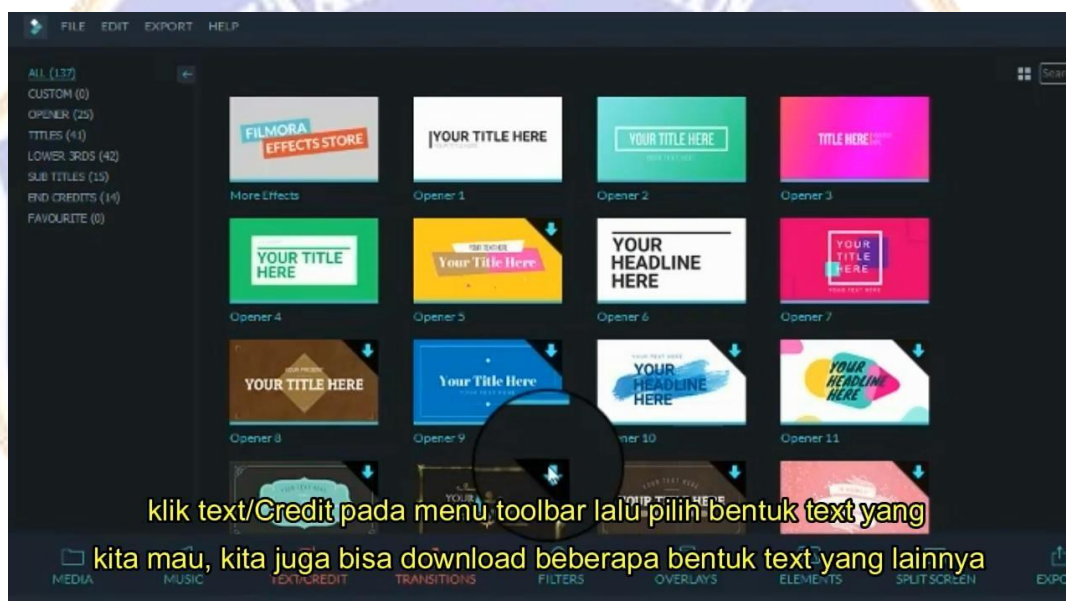 FILE EDIT EXPORT HELP
ALL (137)
CUSTOM (0)
OPENER (25)
TITLES (41)
LOWER 3RDS (42)
SUB TITLES (15)
END CREDITS (14)
FAVOURITE (0)
FILMORA
EFFECTS STORE
YOUR TITLE HERE
YOUR TITLE HERE
TITLE HERE
More Effects Opener 1 Opener 2 Opener 3
YOUR TITLE
HERE
Your Title Here
YOUR
HEADLINE
HERE
YOUR
TITLE
HERE
Opener 4 Opener 5 Opener 6 Opener 7
YOUR TITLE HERE
Your Title Here
YOUR
HEADLINE
HERE
YOUR
HEADLINE
HERE
Opener 8 Opener 9 Opener 11
klik text/Credit pada menu toolbar lalu pilih bentuk text yang
kita mau, kita juga bisa download beberapa bentuk text yang lainnya
MEDIA MUSIC TEXT/CREDIT TRANSITIONS FILTERS OVERLAYS ELEMENTS SPLIT SCREEN